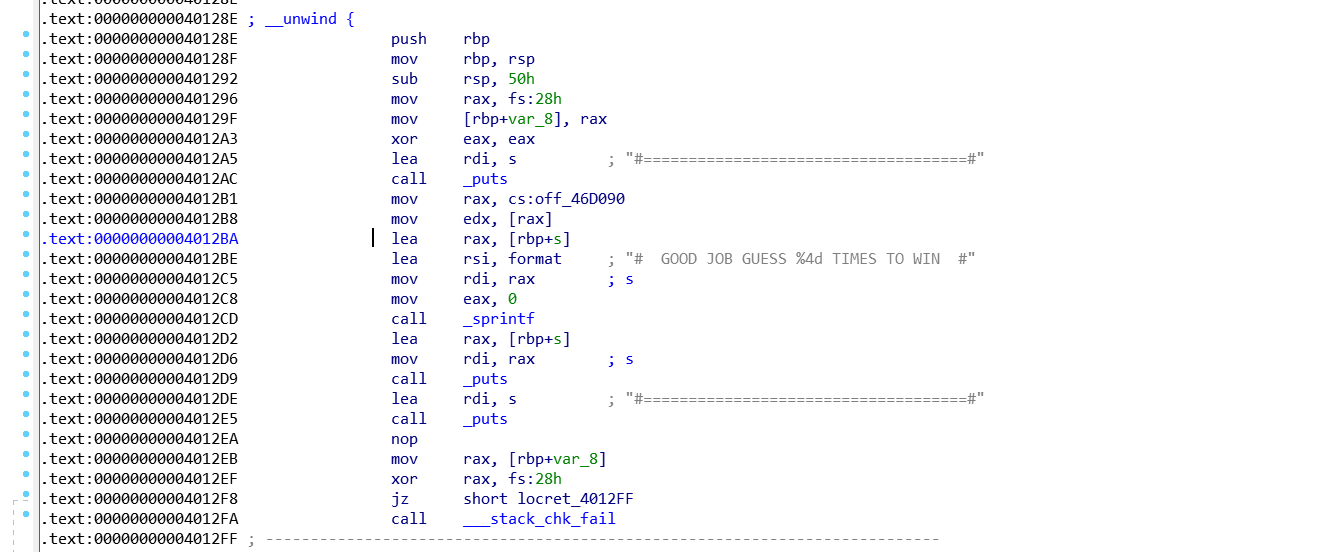 .text:000000000040128E ; __unwind {
.text:000000000040128E push rbp
.text:000000000040128F mov rbp, rsp
.text:0000000000401292 sub rsp, 50h
.text:0000000000401296 mov rax, fs:28h
.text:000000000040129F mov [rbp+var_8], rax
.text:00000000004012A3 xor eax, eax
.text:00000000004012A5 lea rdi, s ; "#==================================#"
.text:00000000004012AC call _puts
.text:00000000004012B1 mov rax, cs:off_46D090
.text:00000000004012B8 mov edx, [rax]
.text:00000000004012BA lea rax, [rbp+s]
.text:00000000004012BE lea rsi, format ; "#  GOOD JOB GUESS %4d TIMES TO WIN  #"
.text:00000000004012C5 mov rdi, rax ; s
.text:00000000004012C8 mov eax, 0
.text:00000000004012CD call _sprintf
.text:00000000004012D2 lea rax, [rbp+s]
.text:00000000004012D6 mov rdi, rax ; s
.text:00000000004012D9 call _puts
.text:00000000004012DE lea rdi, s ; "#==================================#"
.text:00000000004012E5 call _puts
.text:00000000004012EA nop
.text:00000000004012EB mov rax, [rbp+var_8]
.text:00000000004012EF xor rax, fs:28h
.text:00000000004012F8 jz short locret_4012FF
.text:00000000004012FA call ___stack_chk_fail
.text:00000000004012FF ; ---------------------------------------------------------------------------